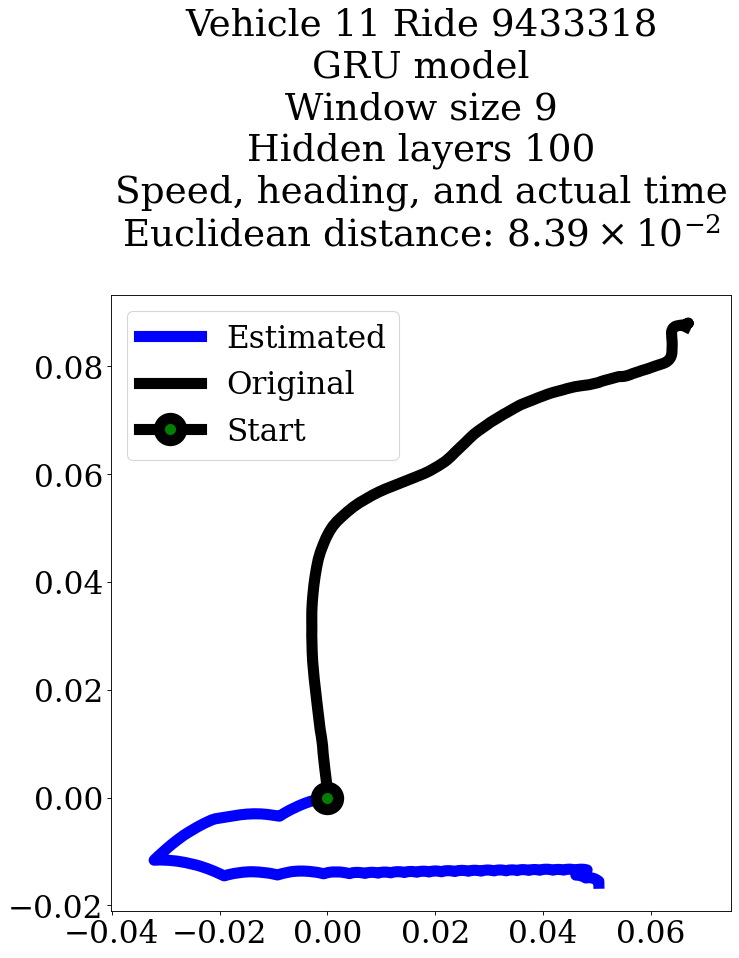 Vehicle 11 Ride 9433318
GRU model
Window size 9
Hidden layers 100
Speed, heading, and actual time
Euclidean distance: 8.39 × 10⁻²
Estimated
Original
Start
0.08
0.06
0.04
0.02
0.00
−0.02
−0.04 −0.02 0.00 0.02 0.04 0.06